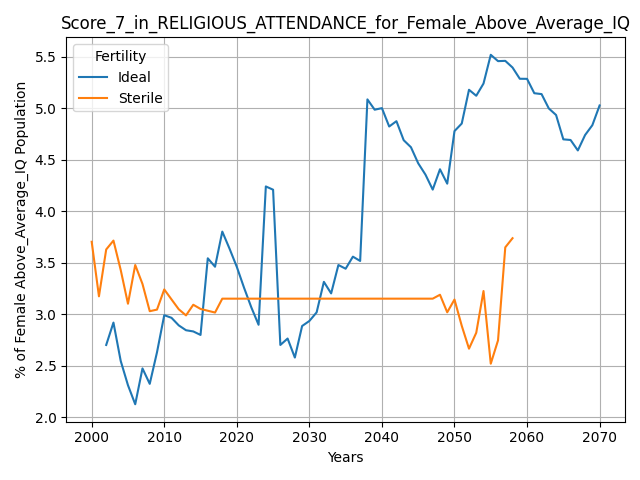 Score_7_in_RELIGIOUS_ATTENDANCE_for_Female_Above_Average_IQ
% of Female Above_Average_IQ Population
5.5
5.0
4.5
4.0
3.5
3.0
2.5
2.0
Fertility
Ideal
Sterile
2000 2010 2020 2030 2040 2050 2060 2070
Years